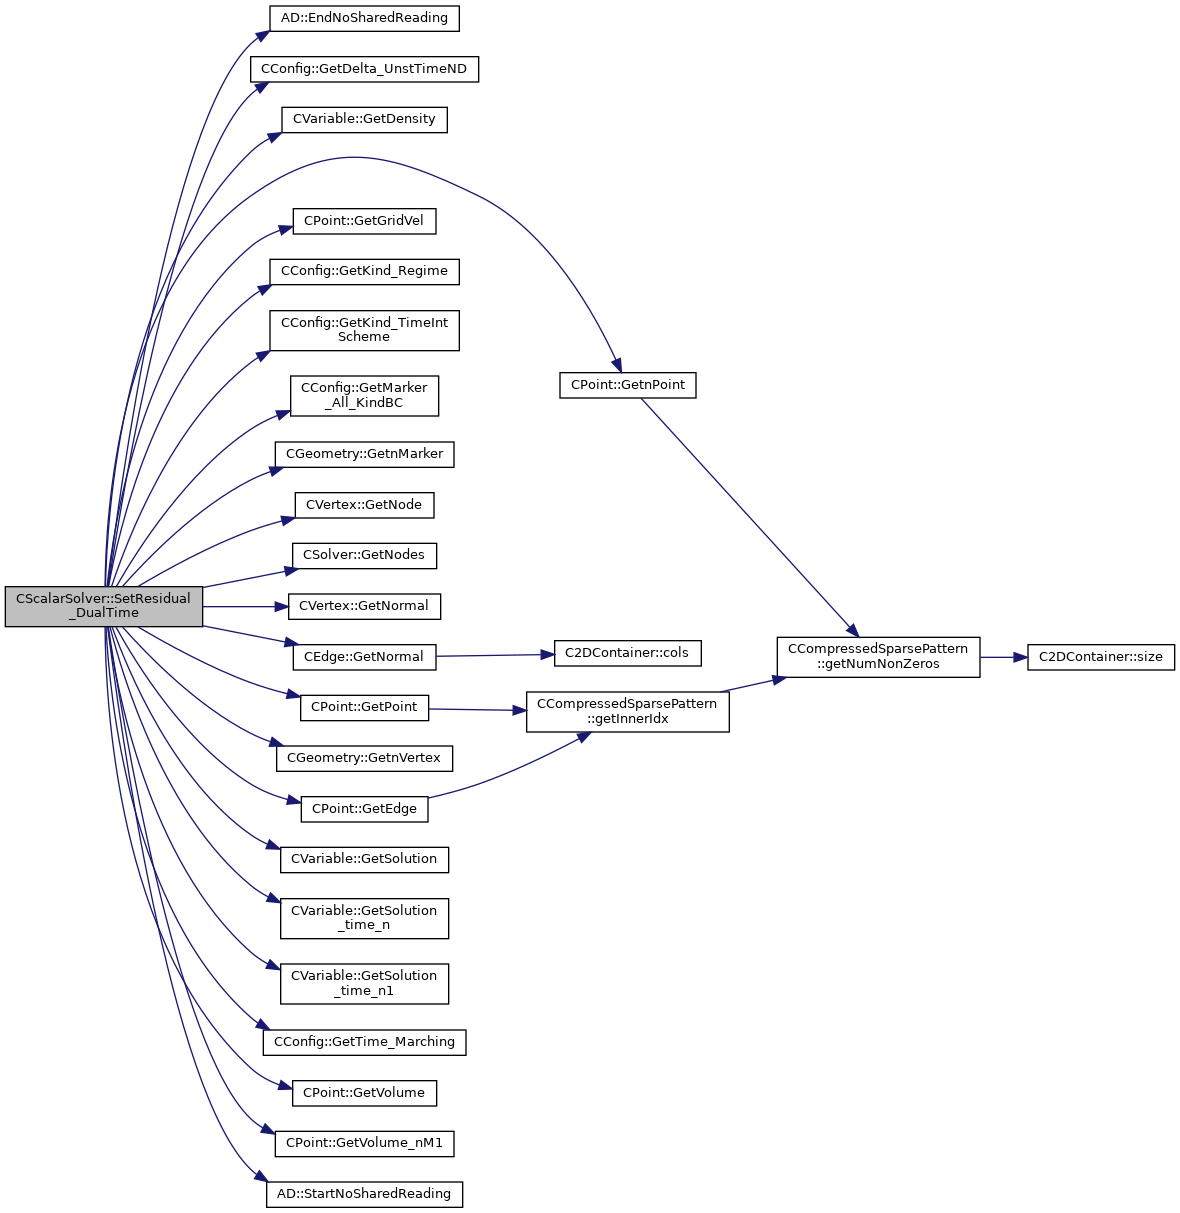 AD::EndNoSharedReading
CConfig::GetDelta_UnstTimeND
CVariable::GetDensity
CPoint::GetGridVel
CConfig::GetKind_Regime
CConfig::GetKind_TimeInt
Scheme
CPoint::GetnPoint
CConfig::GetMarker
_All_KindBC
CGeometry::GetnMarker
CVertex::GetNode
CSolver::GetNodes
CScalarSolver::SetResidual
_DualTime
CVertex::GetNormal
CEdge::GetNormal
C2DContainer::cols
CCompressedSparsePattern
::getNumNonZeros
C2DContainer::size
CPoint::GetPoint
CCompressedSparsePattern
::getInnerIdx
CGeometry::GetnVertex
CPoint::GetEdge
CVariable::GetSolution
CVariable::GetSolution
_time_n
CVariable::GetSolution
_time_n1
CConfig::GetTime_Marching
CPoint::GetVolume
CPoint::GetVolume_nM1
AD::StartNoSharedReading